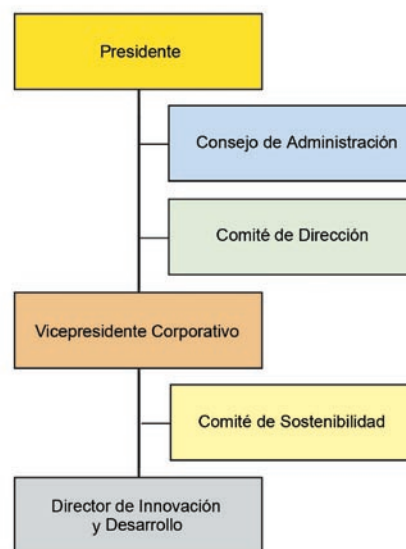 Presidente
Consejo de Administración
Comité de Dirección
Vicepresidente Corporativo
Comité de Sostenibilidad
Director de Innovación
y Desarrollo